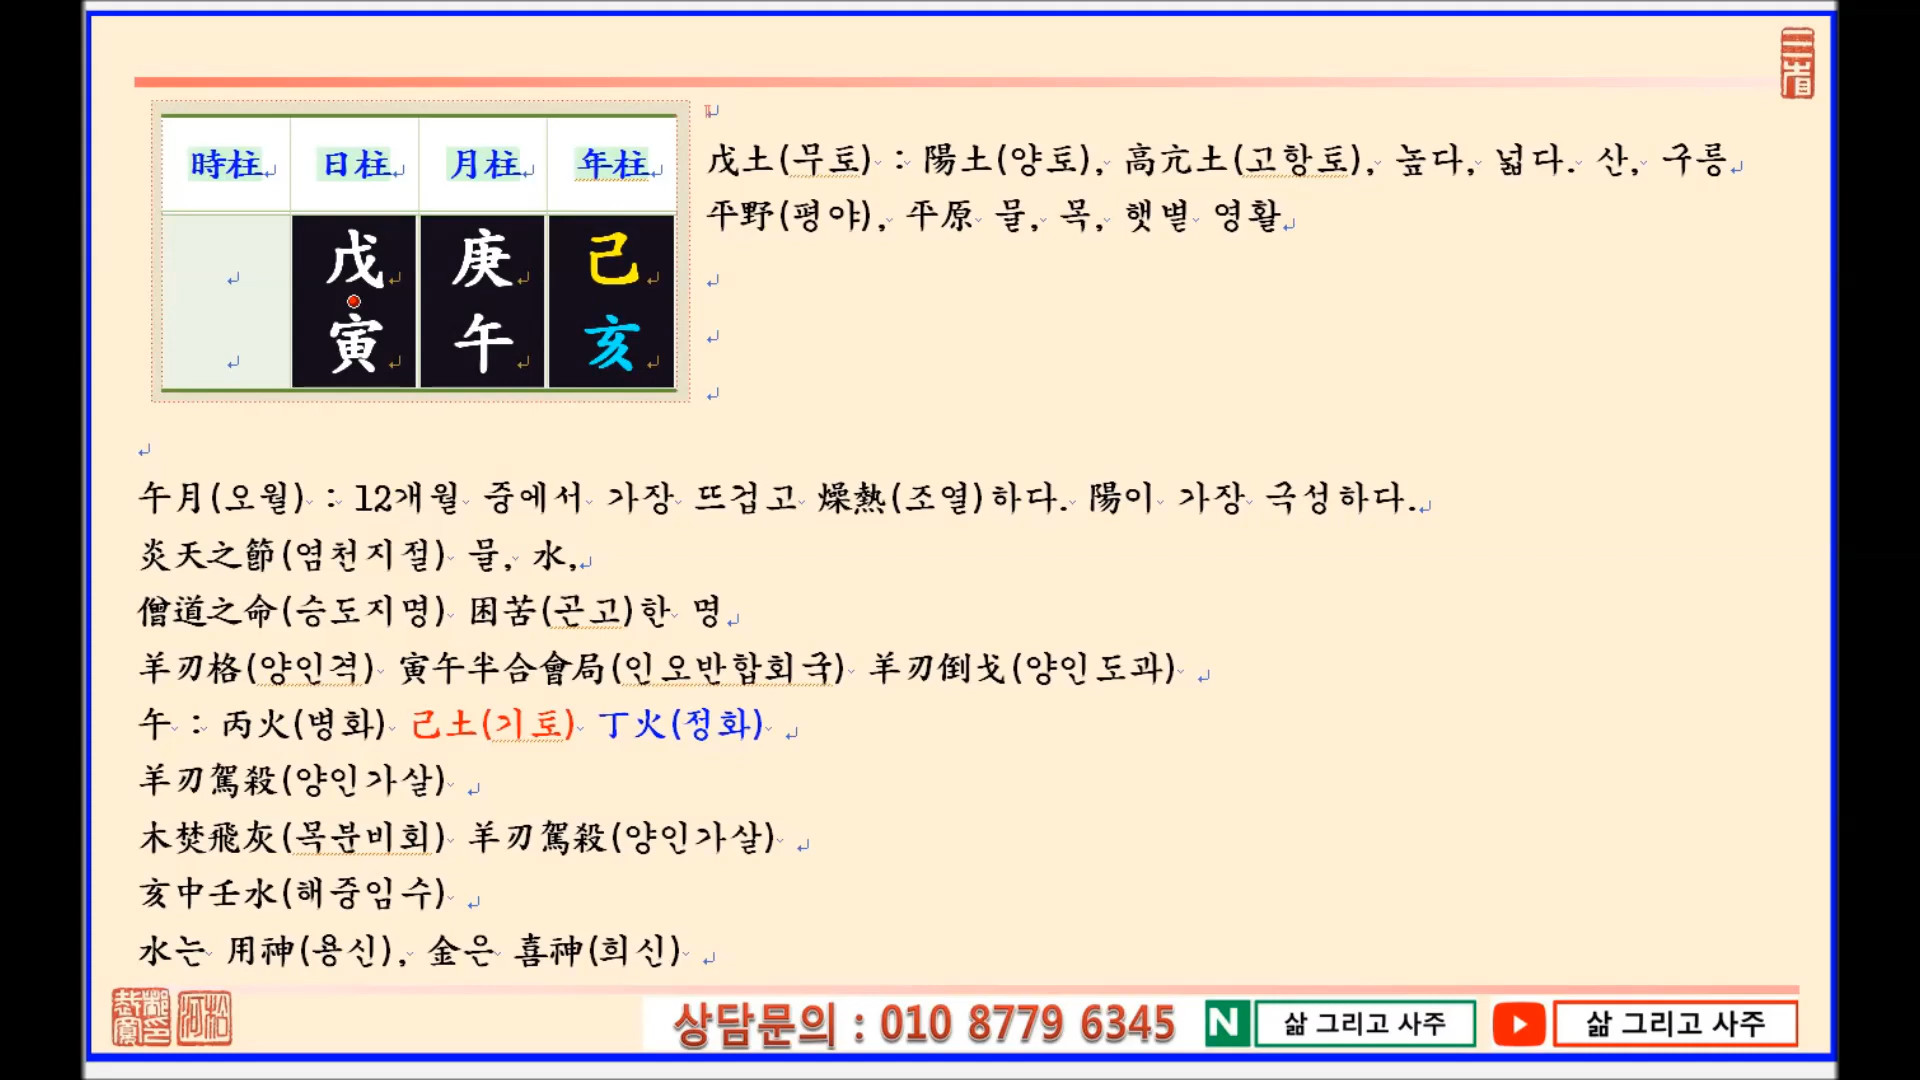 時柱 日柱 月柱 年柱
戊 庚 己
寅 午 亥
戊土(무토) : 陽土(양토), 高亢土(고항토), 높다, 넓다. 산, 구릉
平野(평야), 平原 물, 목, 햇볕 영활
午月(오월) : 12개월 중에서 가장 뜨겁고 燥熱(조열)하다. 陽이 가장 극성하다.
炎天之節(염천지절) 물, 水,
僧道之命(승도지명) 困苦(곤고)한 명
羊刃格(양인격) 寅午半合會局(인오반합회국) 羊刃倒戈(양인도과)
午 : 丙火(병화) 己土(기토) 丁火(정화)
羊刃駕殺(양인가살)
木焚飛灰(목분비회) 羊刃駕殺(양인가살)
亥中壬水(해중임수)
水는 用神(용신), 金은 喜神(희신)
상담문의 : 010 8779 6345 N 삶 그리고 사주 삶 그리고 사주